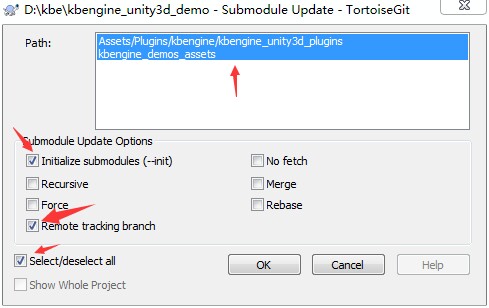 D:\kbe\kbengine_unity3d_demo - Submodule Update - TortoiseGit
Path:
Assets/Plugins/kbengine/kbengine_unity3d_plugins
kbengine_demos_assets
Submodule Update Options
Initialize submodules (--init)
No fetch
Recursive
Merge
Force
Rebase
Remote tracking branch
Select/deselect all
OK
Cancel
Help
Show Whole Project